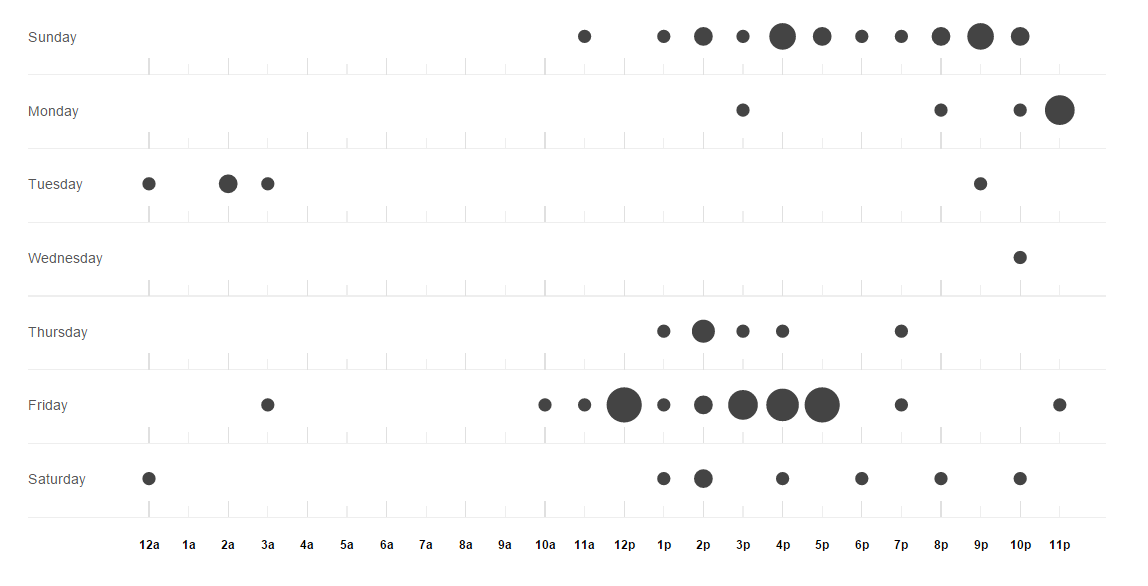 Sunday
Monday
Tuesday
Wednesday
Thursday
Friday
Saturday
12a 1a 2a 3a 4a 5a 6a 7a 8a 9a 10a 11a 12p 1p 2p 3p 4p 5p 6p 7p 8p 9p 10p 11p